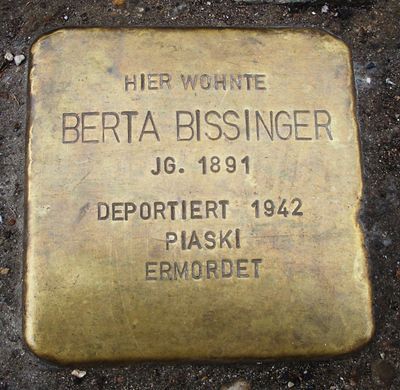 HIER WOHNTE
BERTA BISSINGER
JG. 1891
DEPORTIERT 1942
PIASKI
ERMORDET